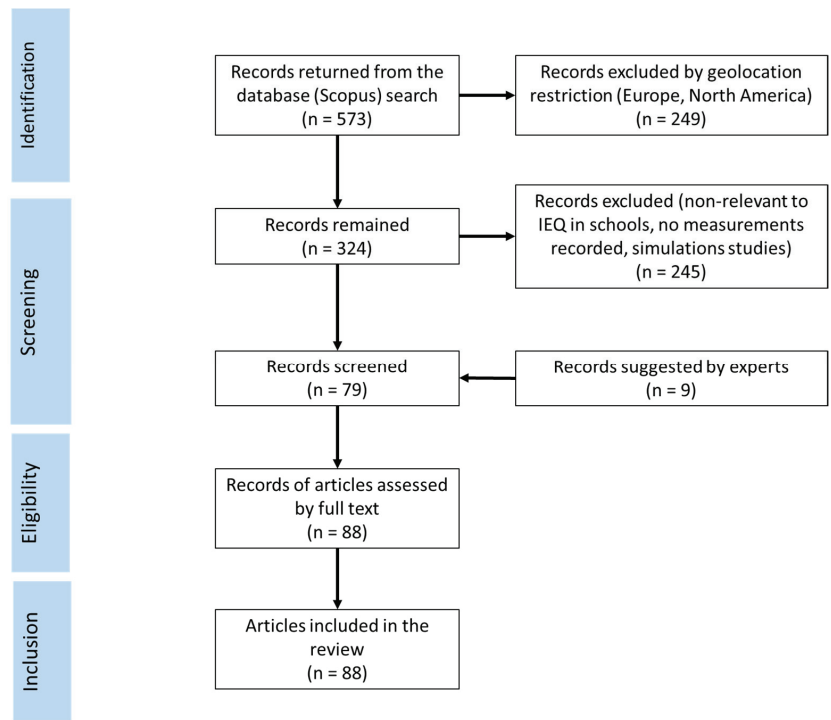 Identification
Records returned from the
database (Scopus) search
(n = 573)
Records excluded by geolocation
restriction (Europe, North America)
(n = 249)
Screening
Records remained
(n = 324)
Records excluded (non-relevant to
IEQ in schools, no measurements
recorded, simulations studies)
(n = 245)
Records screened
(n = 79)
Records suggested by experts
(n = 9)
Eligibility
Records of articles assessed
by full text
(n = 88)
Inclusion
Articles included in the
review
(n = 88)